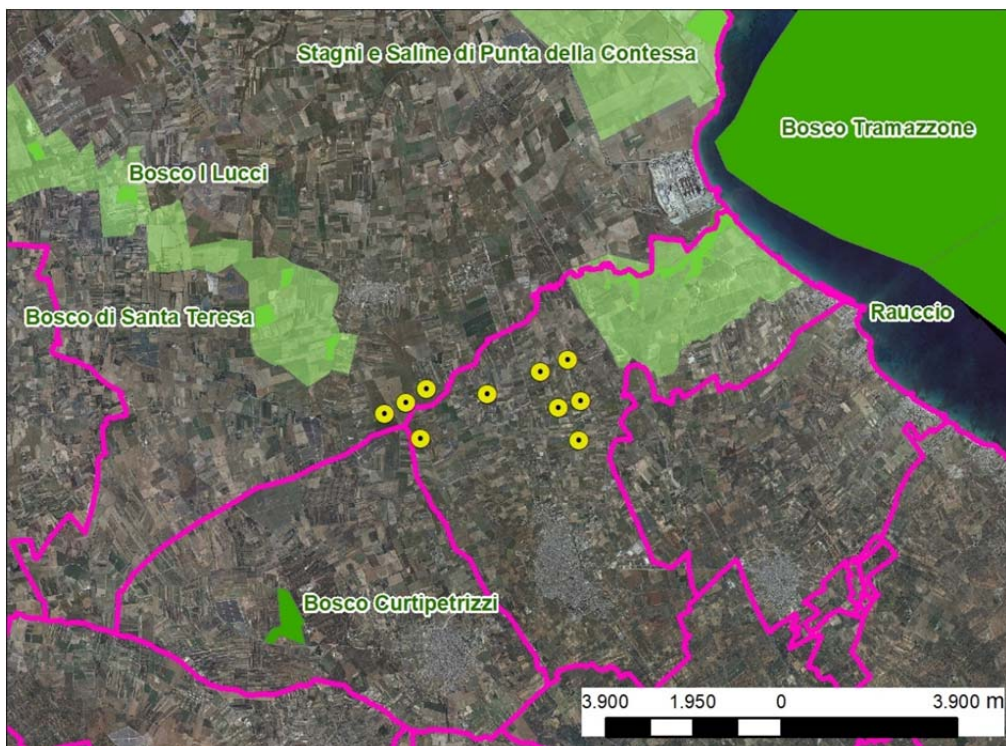 Stagni e Saline di Punta della Contessa
Bosco Tramazzone
Bosco I Lucci
Bosco di Santa Teresa
Rauccio
Bosco Curtipetrizzi
3.900 1.950 0 3.900 m